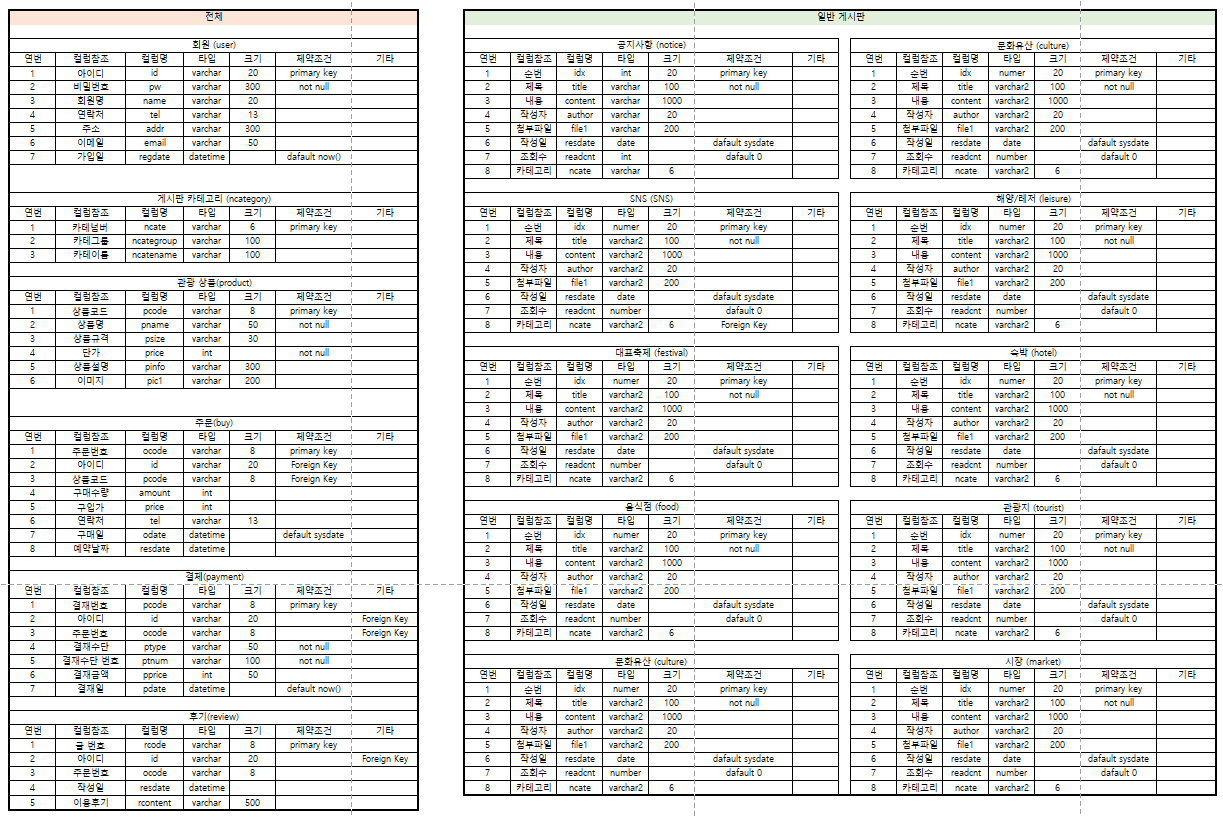 전체
회원 (user)
연번 컬럼참조 컬럼명 타입 크기 제약조건 기타
1 아이디 id varchar 20 primary key
2 비밀번호 pw varchar 300 not null
3 회원명 name varchar 20
4 연락처 tel varchar 13
5 주소 addr varchar 300
6 이메일 email varchar 50
7 가입일 regdate datetime dafault now()
게시판 카테고리 (ncategory)
연번 컬럼참조 컬럼명 타입 크기 제약조건 기타
1 카테넘버 ncate varchar 6 primary key
2 카테그룹 ncategroup varchar 100
3 카테이름 ncatename varchar 100
관광 상품(product)
연번 컬럼참조 컬럼명 타입 크기 제약조건 기타
1 상품코드 pcode varchar 8 primary key
2 상품명 pname varchar 50 not null
3 상품규격 psize varchar 30
4 단가 price int not null
5 상품설명 pinfo varchar 300
6 이미지 pic1 varchar 200
주문(buy)
연번 컬럼참조 컬럼명 타입 크기 제약조건 기타
1 주문번호 ocode varchar 8 primary key
2 아이디 id varchar 20 Foreign Key
3 상품코드 pcode varchar 8 Foreign Key
4 구매수량 amount int
5 구입가 price int
6 연락처 tel varchar 13
7 구매일 odate datetime default sysdate
8 예약날짜 resdate datetime
결제(payment)
연번 컬럼참조 컬럼명 타입 크기 제약조건 기타
1 결재번호 pcode varchar 8 primary key
2 아이디 id varchar 20 Foreign Key
3 주문번호 ocode varchar 8 Foreign Key
4 결재수단 ptype varchar 50 not null
5 결재수단 번호 ptnum varchar 100 not null
6 결재금액 pprice int 50
7 결재일 pdate datetime default now()
후기(review)
연번 컬럼참조 컬럼명 타입 크기 제약조건 기타
1 글 번호 rcode varchar 8 primary key
2 아이디 id varchar 20 Foreign Key
3 주문번호 ocode varchar 8
4 작성일 resdate datetime
5 이용후기 rcontent varchar 500
일반 게시판
공지사항 (notice)
연번 컬럼참조 컬럼명 타입 크기 제약조건 기타
1 순번 idx int 20 primary key
2 제목 title varchar 100 not null
3 내용 content varchar 1000
4 작성자 author varchar 20
5 첨부파일 file1 varchar 200
6 작성일 resdate date dafault sysdate
7 조회수 readcnt int dafault 0
8 카테고리 ncate varchar 6
문화유산 (culture)
연번 컬럼참조 컬럼명 타입 크기 제약조건 기타
1 순번 idx numer 20 primary key
2 제목 title varchar2 100 not null
3 내용 content varchar2 1000
4 작성자 author varchar2 20
5 첨부파일 file1 varchar2 200
6 작성일 resdate date dafault sysdate
7 조회수 readcnt number dafault 0
8 카테고리 ncate varchar2 6
SNS (SNS)
연번 컬럼참조 컬럼명 타입 크기 제약조건 기타
1 순번 idx numer 20 primary key
2 제목 title varchar2 100 not null
3 내용 content varchar2 1000
4 작성자 author varchar2 20
5 첨부파일 file1 varchar2 200
6 작성일 resdate date dafault sysdate
7 조회수 readcnt number dafault 0
8 카테고리 ncate varchar2 6 Foreign Key
해양/레저 (leisure)
연번 컬럼참조 컬럼명 타입 크기 제약조건 기타
1 순번 idx numer 20 primary key
2 제목 title varchar2 100 not null
3 내용 content varchar2 1000
4 작성자 author varchar2 20
5 첨부파일 file1 varchar2 200
6 작성일 resdate date dafault sysdate
7 조회수 readcnt number dafault 0
8 카테고리 ncate varchar2 6
대표축제 (festival)
연번 컬럼참조 컬럼명 타입 크기 제약조건 기타
1 순번 idx numer 20 primary key
2 제목 title varchar2 100 not null
3 내용 content varchar2 1000
4 작성자 author varchar2 20
5 첨부파일 file1 varchar2 200
6 작성일 resdate date dafault sysdate
7 조회수 readcnt number dafault 0
8 카테고리 ncate varchar2 6
숙박 (hotel)
연번 컬럼참조 컬럼명 타입 크기 제약조건 기타
1 순번 idx numer 20 primary key
2 제목 title varchar2 100 not null
3 내용 content varchar2 1000
4 작성자 author varchar2 20
5 첨부파일 file1 varchar2 200
6 작성일 resdate date dafault sysdate
7 조회수 readcnt number dafault 0
8 카테고리 ncate varchar2 6
음식점 (food)
연번 컬럼참조 컬럼명 타입 크기 제약조건 기타
1 순번 idx numer 20 primary key
2 제목 title varchar2 100 not null
3 내용 content varchar2 1000
4 작성자 author varchar2 20
5 첨부파일 file1 varchar2 200
6 작성일 resdate date dafault sysdate
7 조회수 readcnt number dafault 0
8 카테고리 ncate varchar2 6
관광지 (tourist)
연번 컬럼참조 컬럼명 타입 크기 제약조건 기타
1 순번 idx numer 20 primary key
2 제목 title varchar2 100 not null
3 내용 content varchar2 1000
4 작성자 author varchar2 20
5 첨부파일 file1 varchar2 200
6 작성일 resdate date dafault sysdate
7 조회수 readcnt number dafault 0
8 카테고리 ncate varchar2 6
문화유산 (culture)
연번 컬럼참조 컬럼명 타입 크기 제약조건 기타
1 순번 idx numer 20 primary key
2 제목 title varchar2 100 not null
3 내용 content varchar2 1000
4 작성자 author varchar2 20
5 첨부파일 file1 varchar2 200
6 작성일 resdate date dafault sysdate
7 조회수 readcnt number dafault 0
8 카테고리 ncate varchar2 6
시장 (market)
연번 컬럼참조 컬럼명 타입 크기 제약조건 기타
1 순번 idx numer 20 primary key
2 제목 title varchar2 100 not null
3 내용 content varchar2 1000
4 작성자 author varchar2 20
5 첨부파일 file1 varchar2 200
6 작성일 resdate date dafault sysdate
7 조회수 readcnt number dafault 0
8 카테고리 ncate varchar2 6